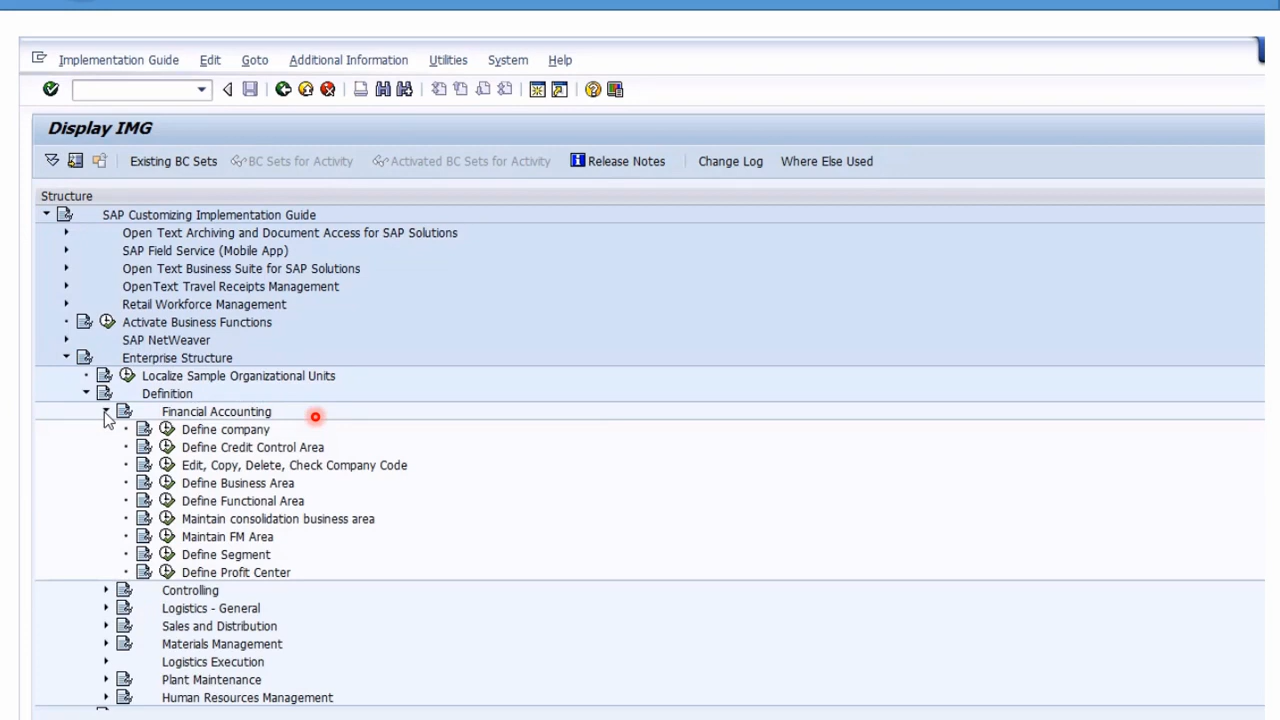 Implementation Guide Edit Goto Additional Information Utilities System Help
Display IMG
Existing BC Sets BC Sets for Activity Activated BC Sets for Activity Release Notes Change Log Where Else Used
Structure
SAP Customizing Implementation Guide
Open Text Archiving and Document Access for SAP Solutions
SAP Field Service (Mobile App)
Open Text Business Suite for SAP Solutions
OpenText Travel Receipts Management
Retail Workforce Management
Activate Business Functions
SAP NetWeaver
Enterprise Structure
Localize Sample Organizational Units
Definition
Financial Accounting
Define company
Define Credit Control Area
Edit, Copy, Delete, Check Company Code
Define Business Area
Define Functional Area
Maintain consolidation business area
Maintain FM Area
Define Segment
Define Profit Center
Controlling
Logistics - General
Sales and Distribution
Materials Management
Logistics Execution
Plant Maintenance
Human Resources Management